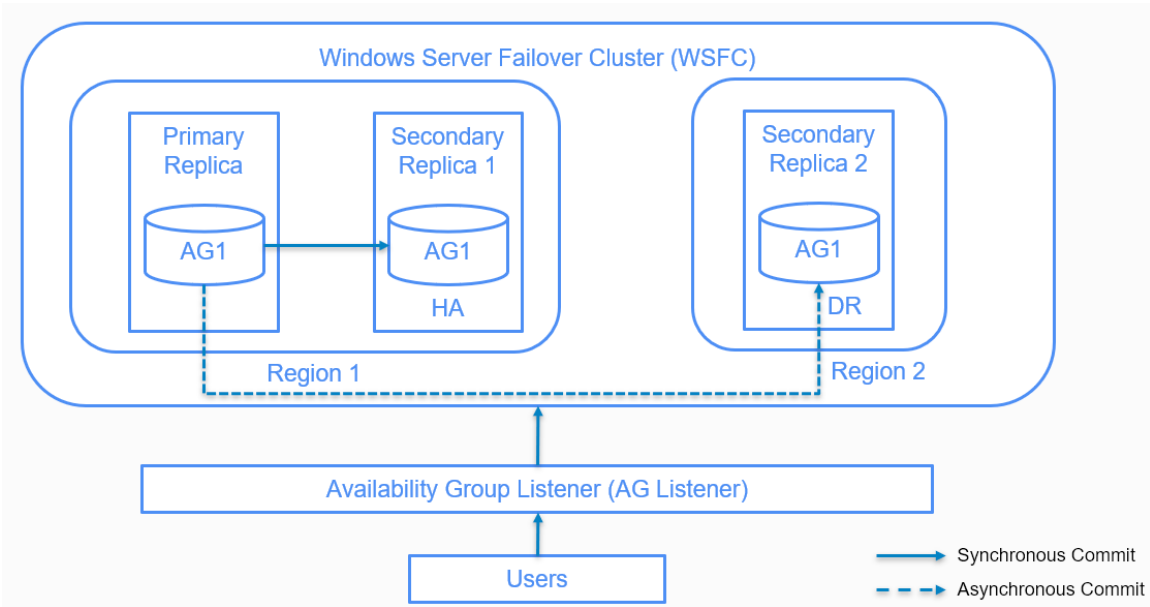 Windows Server Failover Cluster (WSFC)
Primary
Replica
AG1
Secondary
Replica 1
AG1
HA
Region 1
Secondary
Replica 2
AG1
DR
Region 2
Availability Group Listener (AG Listener)
Users
Synchronous Commit
Asynchronous Commit